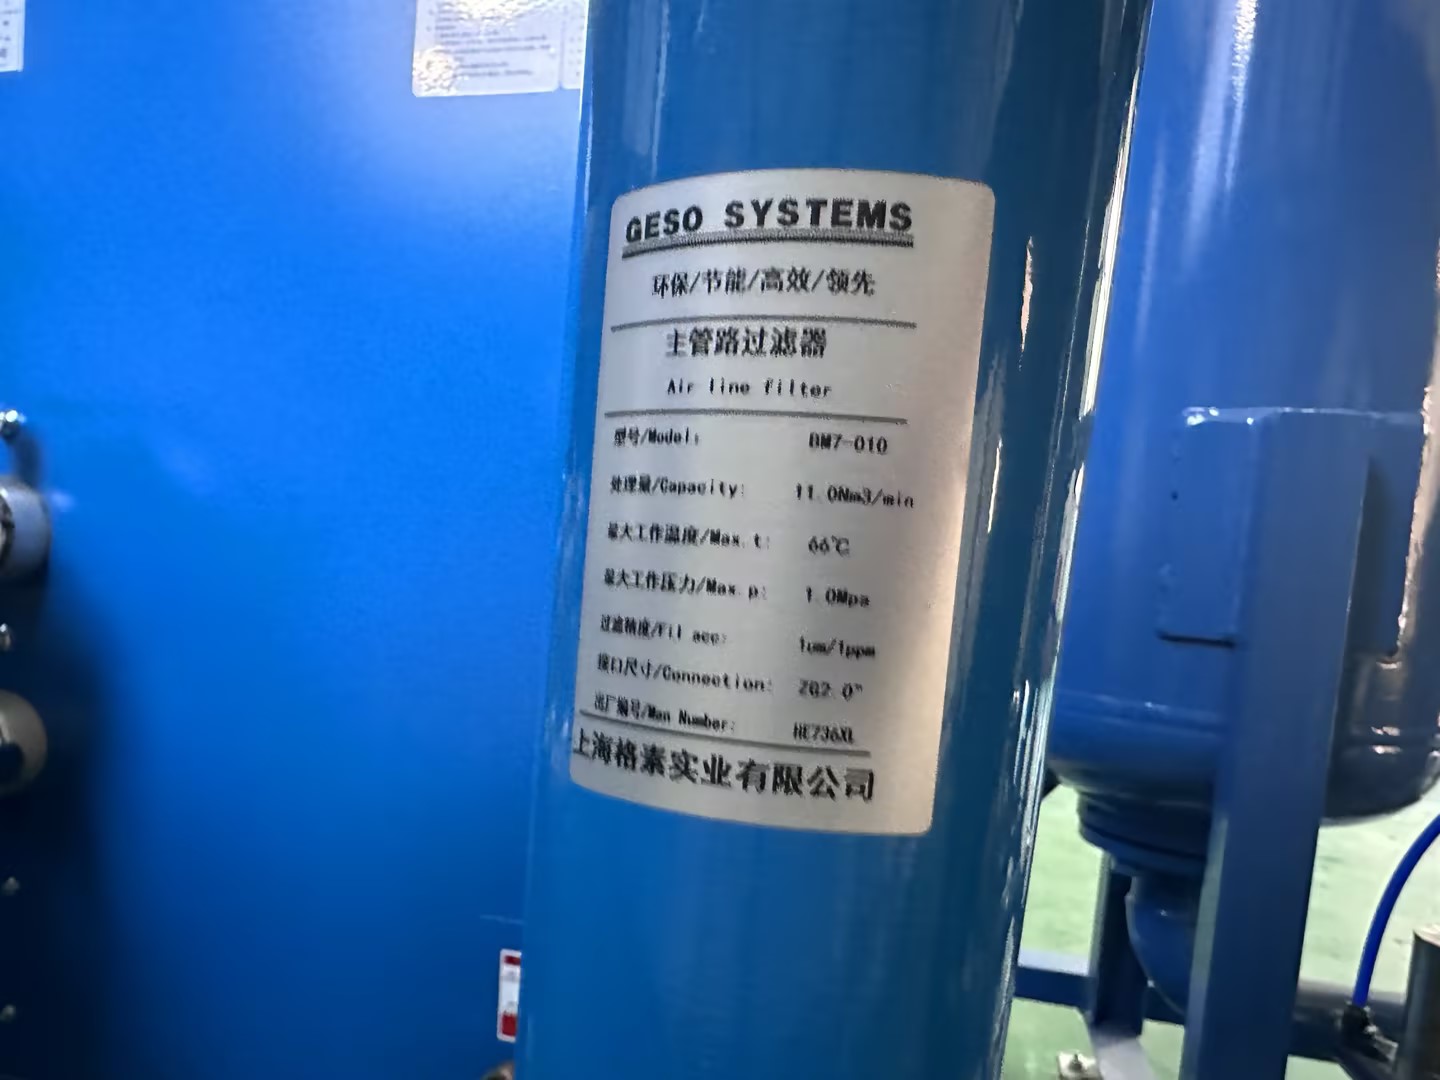 GESO SYSTEMS
环保/节能/高效/领先
主管路过滤器
Air line filter
型号/Model: BM7-010
处理量/Capacity: 11.0Nm3/min
最大工作温度/Max.t: 66℃
最大工作压力/Max.p: 1.0Mpa
过滤精度/Fil acc: 1um/1ppm
接口尺寸/Connection: ZG2.0"
出厂编号/Man Number: HE736XL
上海格素实业有限公司